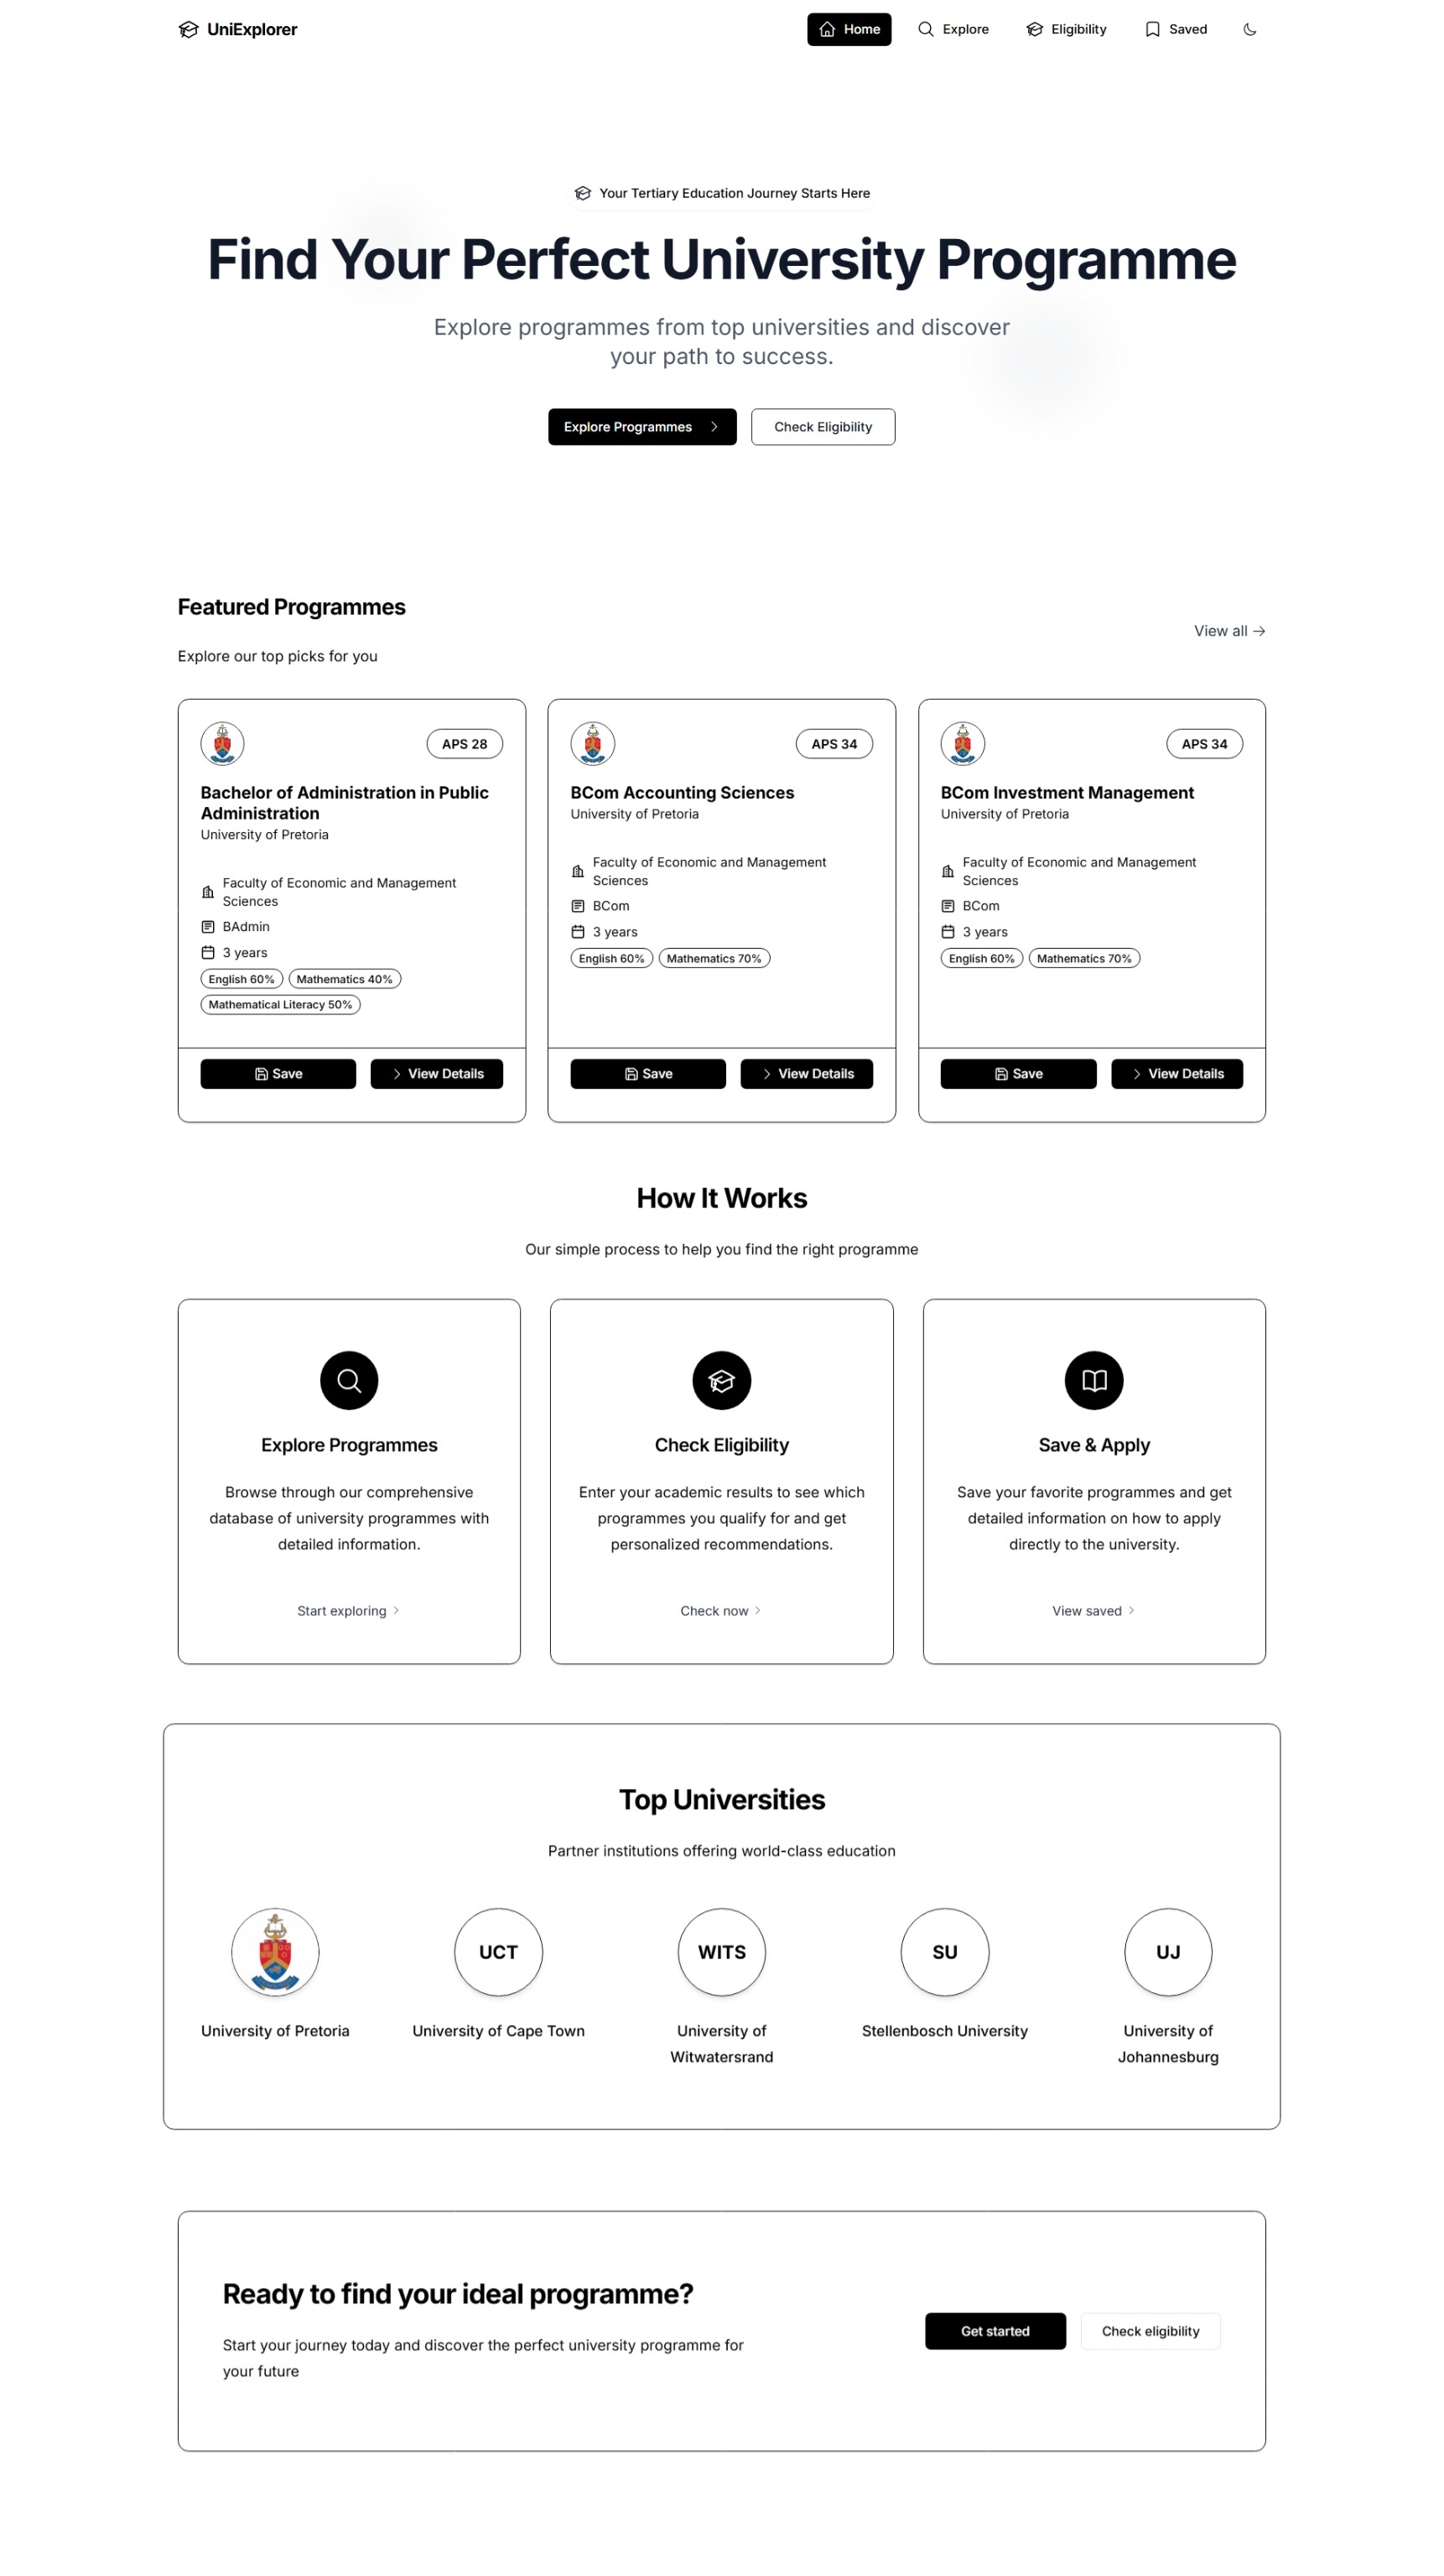 UniExplorer
Home
Explore
Eligibility
Saved
Your Tertiary Education Journey Starts Here
Find Your Perfect University Programme
Explore programmes from top universities and discover
your path to success.
Explore Programmes
Check Eligibility
Featured Programmes
View all →
Explore our top picks for you
APS 28
Bachelor of Administration in Public
Administration
University of Pretoria
Faculty of Economic and Management
Sciences
BAdmin
3 years
English 60%
Mathematics 40%
Mathematical Literacy 50%
Save
View Details
APS 34
BCom Accounting Sciences
University of Pretoria
Faculty of Economic and Management
Sciences
BCom
3 years
English 60%
Mathematics 70%
Save
View Details
APS 34
BCom Investment Management
University of Pretoria
Faculty of Economic and Management
Sciences
BCom
3 years
English 60%
Mathematics 70%
Save
View Details
How It Works
Our simple process to help you find the right programme
Explore Programmes
Browse through our comprehensive
database of university programmes with
detailed information.
Start exploring
Check Eligibility
Enter your academic results to see which
programmes you qualify for and get
personalized recommendations.
Check now
Save & Apply
Save your favorite programmes and get
detailed information on how to apply
directly to the university.
View saved
Top Universities
Partner institutions offering world-class education
University of Pretoria
UCT
University of Cape Town
WITS
University of
Witwatersrand
SU
Stellenbosch University
UJ
University of
Johannesburg
Ready to find your ideal programme?
Start your journey today and discover the perfect university programme for
your future
Get started
Check eligibility